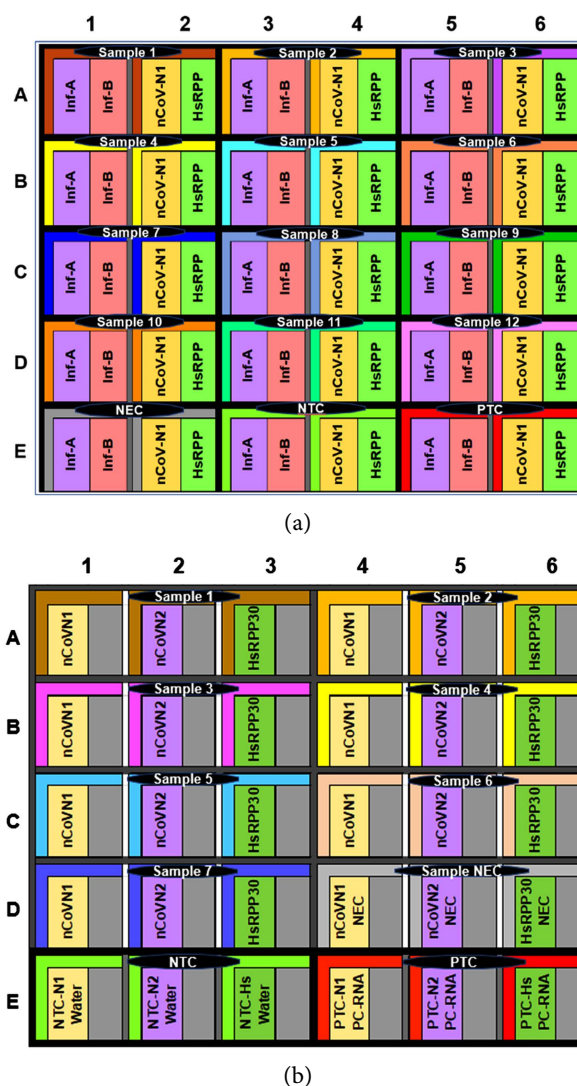 1 2 3 4 5 6
Sample 1 Sample 2 Sample 3
A Inf-A Inf-B nCoV-N1 HsRPP Inf-A Inf-B nCoV-N1 HsRPP Inf-A Inf-B nCoV-N1 HsRPP
Sample 4 Sample 5 Sample 6
B Inf-A Inf-B nCoV-N1 HsRPP Inf-A Inf-B nCoV-N1 HsRPP Inf-A Inf-B nCoV-N1 HsRPP
Sample 7 Sample 8 Sample 9
C Inf-A Inf-B nCoV-N1 HsRPP Inf-A Inf-B nCoV-N1 HsRPP Inf-A Inf-B nCoV-N1 HsRPP
Sample 10 Sample 11 Sample 12
D Inf-A Inf-B nCoV-N1 HsRPP Inf-A Inf-B nCoV-N1 HsRPP Inf-A Inf-B nCoV-N1 HsRPP
NEC NTC PTC
E Inf-A Inf-B nCoV-N1 HsRPP Inf-A Inf-B nCoV-N1 HsRPP Inf-A Inf-B nCoV-N1 HsRPP
(a)
1 2 3 4 5 6
Sample 1 Sample 2
A nCoVN1 nCoVN2 HsRPP30 nCoVN1 nCoVN2 HsRPP30
Sample 3 Sample 4
B nCoVN1 nCoVN2 HsRPP30 nCoVN1 nCoVN2 HsRPP30
Sample 5 Sample 6
C nCoVN1 nCoVN2 HsRPP30 nCoVN1 nCoVN2 HsRPP30
Sample 7 Sample NEC
D nCoVN1 nCoVN2 HsRPP30 nCoVN1 NEC nCoVN2 NEC HsRPP30 NEC
NTC PTC
E NTC-N1 Water NTC-N2 Water NTC-Hs Water PTC-N1 PC-RNA PTC-N2 PC-RNA PTC-Hs PC-RNA
(b)